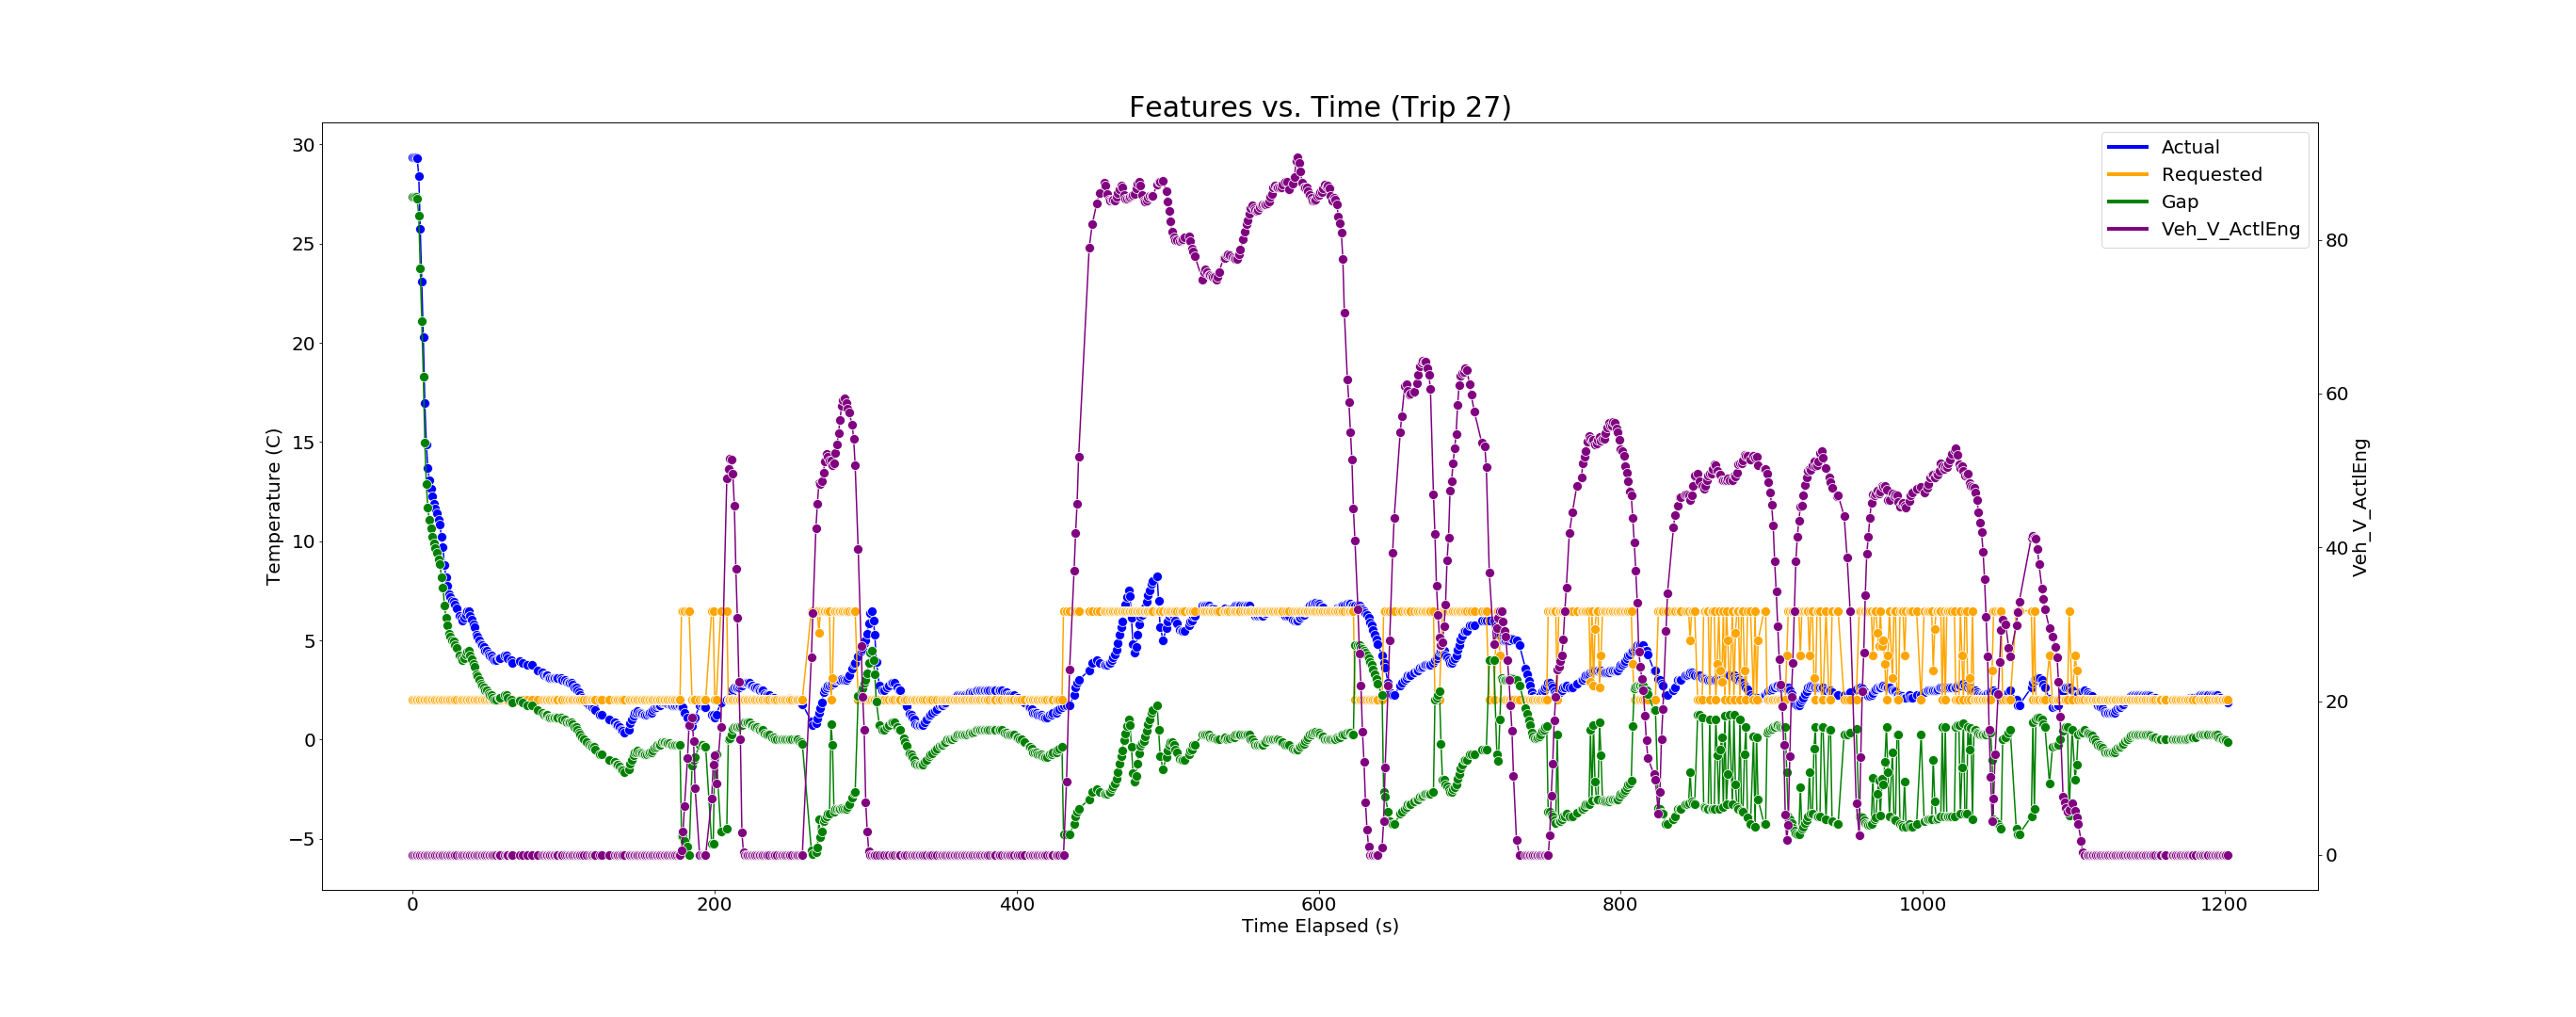 Features vs. Time (Trip 27)
Temperature (C)
30
25
20
15
10
5
0
−5
Actual
Requested
Gap
Veh_V_ActlEng
80
60
40
20
0
Veh_V_ActlEng
0 200 400 600 800 1000 1200
Time Elapsed (s)